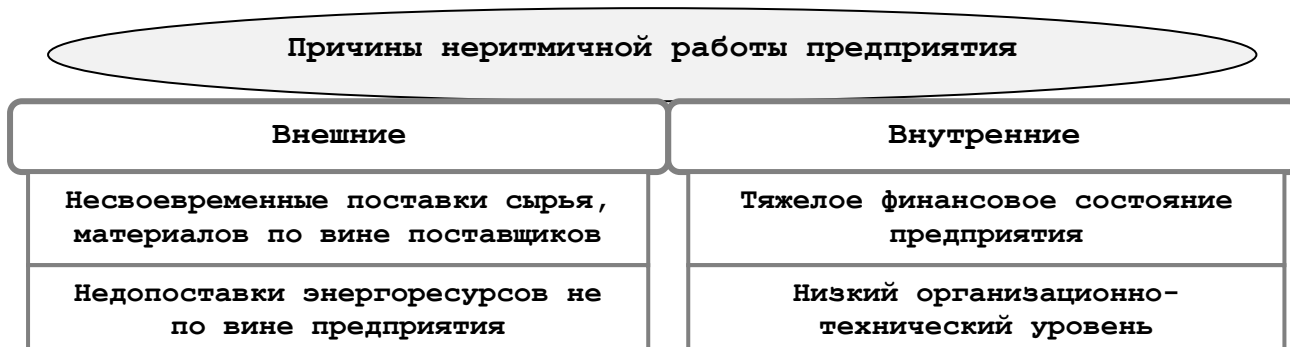 Причины неритмичной работы предприятия
Внешние
Внутренние
Несвоевременные поставки сырья,
материалов по вине поставщиков
Тяжелое финансовое состояние
предприятия
Недопоставки энергоресурсов не
по вине предприятия
Низкий организационно-
технический уровень